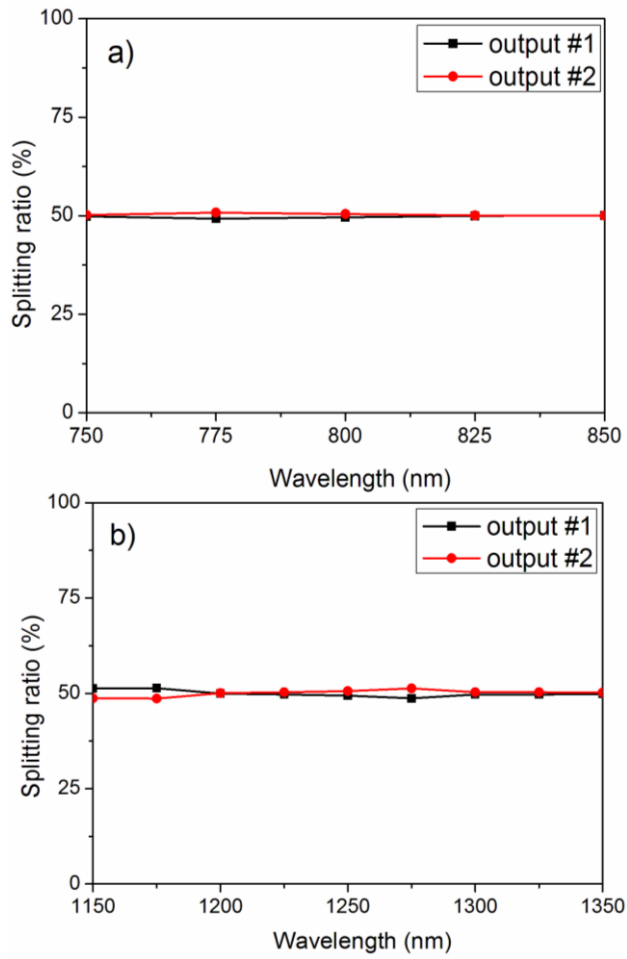 a)
output #1
output #2
Splitting ratio (%)
100
75
50
25
0
750
775
800
825
850
Wavelength (nm)
b)
output #1
output #2
Splitting ratio (%)
100
75
50
25
0
1150
1200
1250
1300
1350
Wavelength (nm)